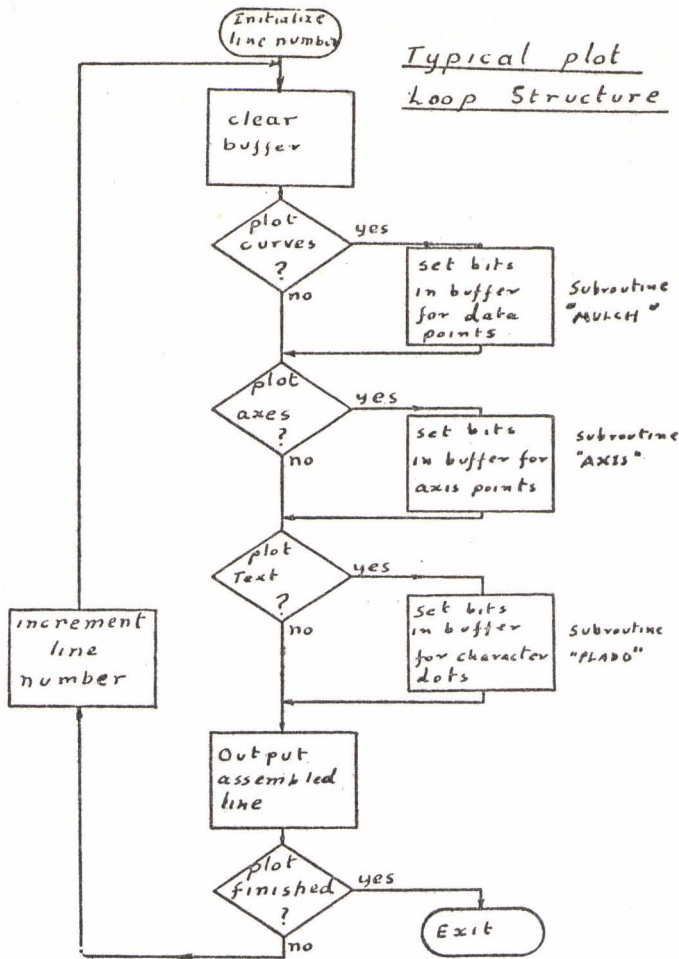 Initialize
line number
Typical plot
Loop Structure
clear
buffer
plot
curves
?
yes
no
set bits
in buffer
for data
points
Subroutine
"MULCH"
plot
axes
?
yes
no
set bits
in buffer for
axis points
Subroutine
"AXIS"
plot
Text
?
yes
no
Set bits
in buffer
for character
dots
Subroutine
increment
line
number
Output
assembled
line
plot
finished
?
yes
no
Exit